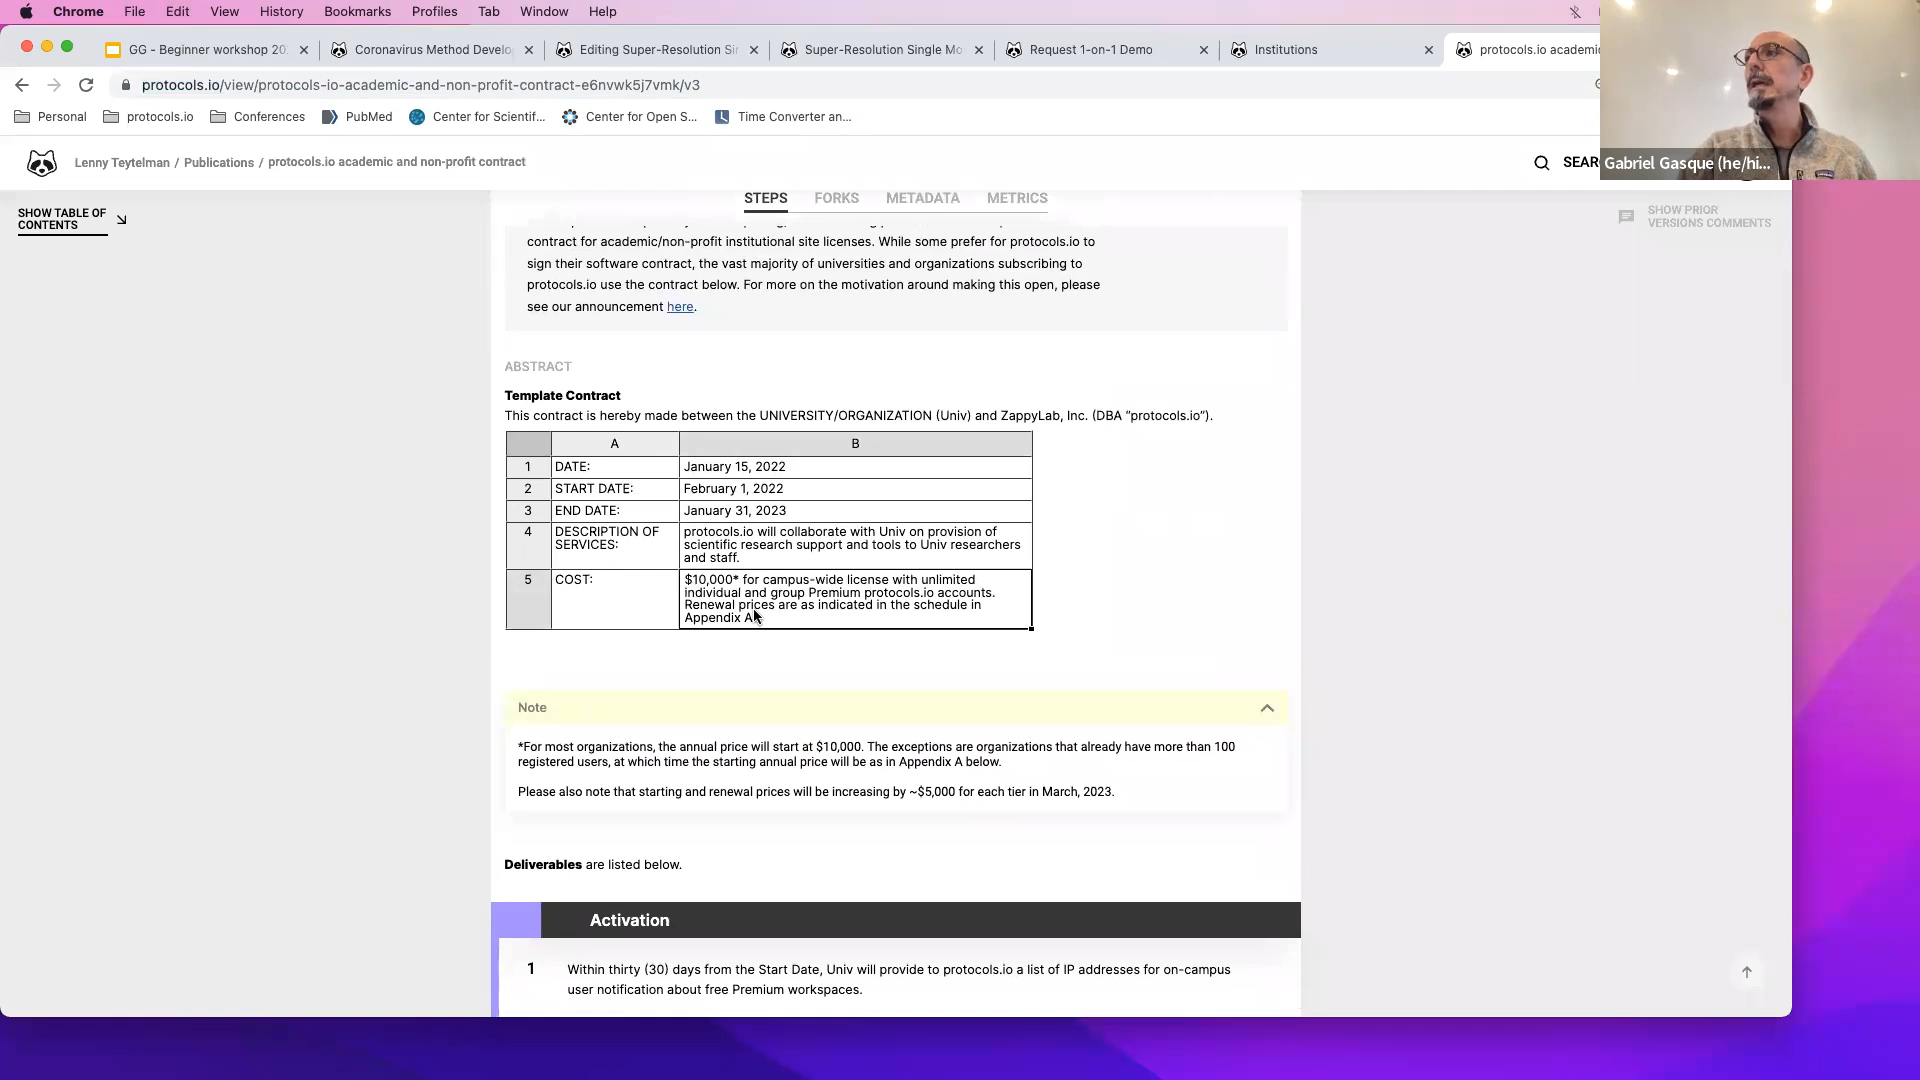 Chrome File Edit View History Bookmarks Profiles Tab Window Help
GG - Beginner workshop 20
Coronavirus Method Develo
Editing Super-Resolution Si
Super-Resolution Single Mo
Request 1-on-1 Demo
Institutions
protocols.io academi
protocols.io/view/protocols-io-academic-and-non-profit-contract-e6nvwk5j7vmk/v3
Personal protocols.io Conferences PubMed Center for Scientif... Center for Open S... Time Converter an...
Lenny Teytelman / Publications / protocols.io academic and non-profit contract
SEAR
Gabriel Gasque (he/hi...
SHOW TABLE OF
CONTENTS
STEPS FORKS METADATA METRICS
SHOW PRIOR
VERSIONS COMMENTS
contract for academic/non-profit institutional site licenses. While some prefer for protocols.io to
sign their software contract, the vast majority of universities and organizations subscribing to
protocols.io use the contract below. For more on the motivation around making this open, please
see our announcement here.
ABSTRACT
Template Contract
This contract is hereby made between the UNIVERSITY/ORGANIZATION (Univ) and ZappyLab, Inc. (DBA “protocols.io”).
A B
1 DATE: January 15, 2022
2 START DATE: February 1, 2022
3 END DATE: January 31, 2023
4 DESCRIPTION OF SERVICES: protocols.io will collaborate with Univ on provision of
scientific research support and tools to Univ researchers
and staff.
5 COST: $10,000* for campus-wide license with unlimited
individual and group Premium protocols.io accounts.
Renewal prices are as indicated in the schedule in
Appendix A
Note
*For most organizations, the annual price will start at $10,000. The exceptions are organizations that already have more than 100
registered users, at which time the starting annual price will be as in Appendix A below.
Please also note that starting and renewal prices will be increasing by ~$5,000 for each tier in March, 2023.
Deliverables are listed below.
Activation
1 Within thirty (30) days from the Start Date, Univ will provide to protocols.io a list of IP addresses for on-campus
user notification about free Premium workspaces.